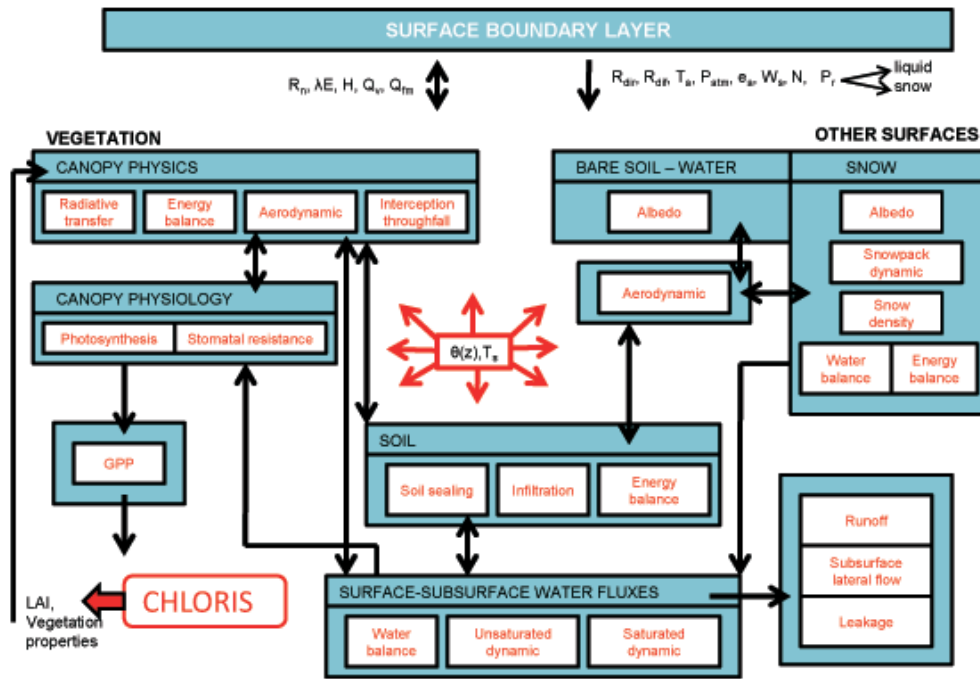 SURFACE BOUNDARY LAYER
Rn, λE, H, Qv, Qfm
Rdir, Rdif, Ta, Patm, ea, Ws, N, Pr
liquid
snow
VEGETATION
OTHER SURFACES
CANOPY PHYSICS
Radiative
transfer
Energy
balance
Aerodynamic
Interception
throughfall
BARE SOIL – WATER
Albedo
SNOW
Albedo
Snowpack
dynamic
Snow
density
Water
balance
Energy
balance
Aerodynamic
CANOPY PHYSIOLOGY
Photosynthesis
Stomatal resistance
θ(z),Ts
GPP
SOIL
Soil sealing
Infiltration
Energy
balance
Runoff
Subsurface
lateral flow
Leakage
CHLORIS
LAI,
Vegetation
properties
SURFACE-SUBSURFACE WATER FLUXES
Water
balance
Unsaturated
dynamic
Saturated
dynamic